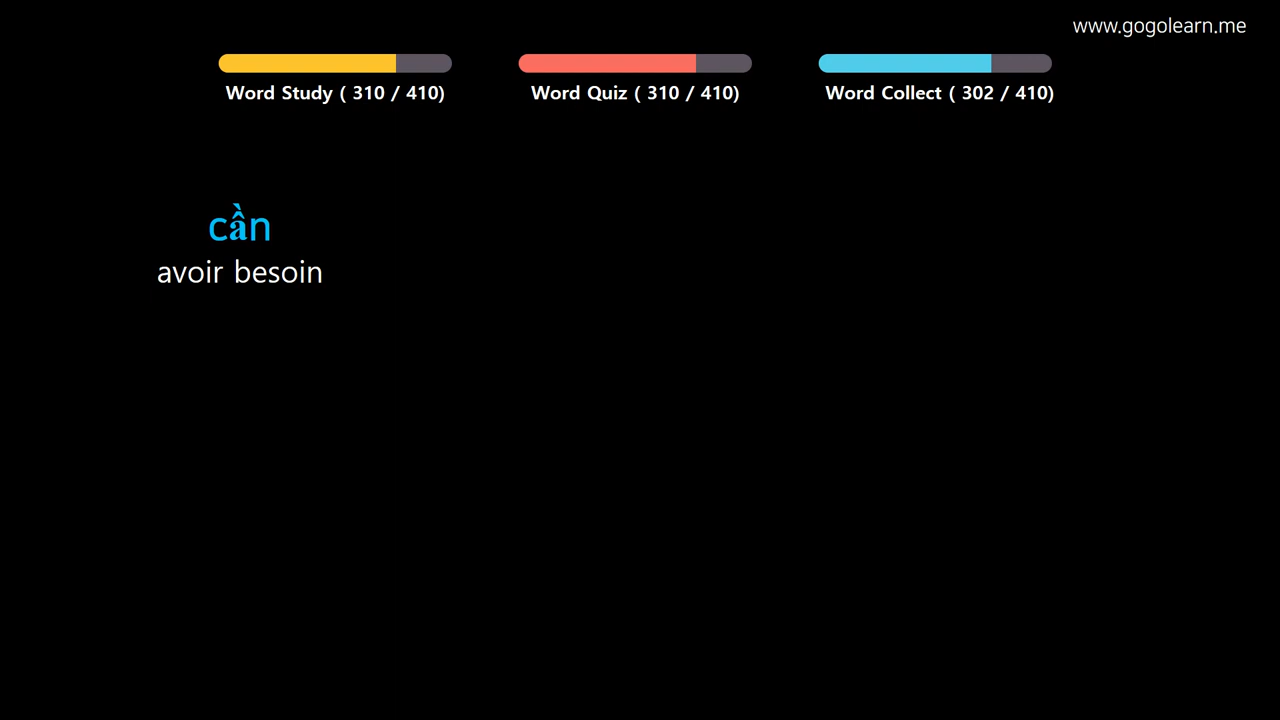 www.gogolearn.me
Word Study ( 310 / 410)
Word Quiz ( 310 / 410)
Word Collect ( 302 / 410)
cần
avoir besoin